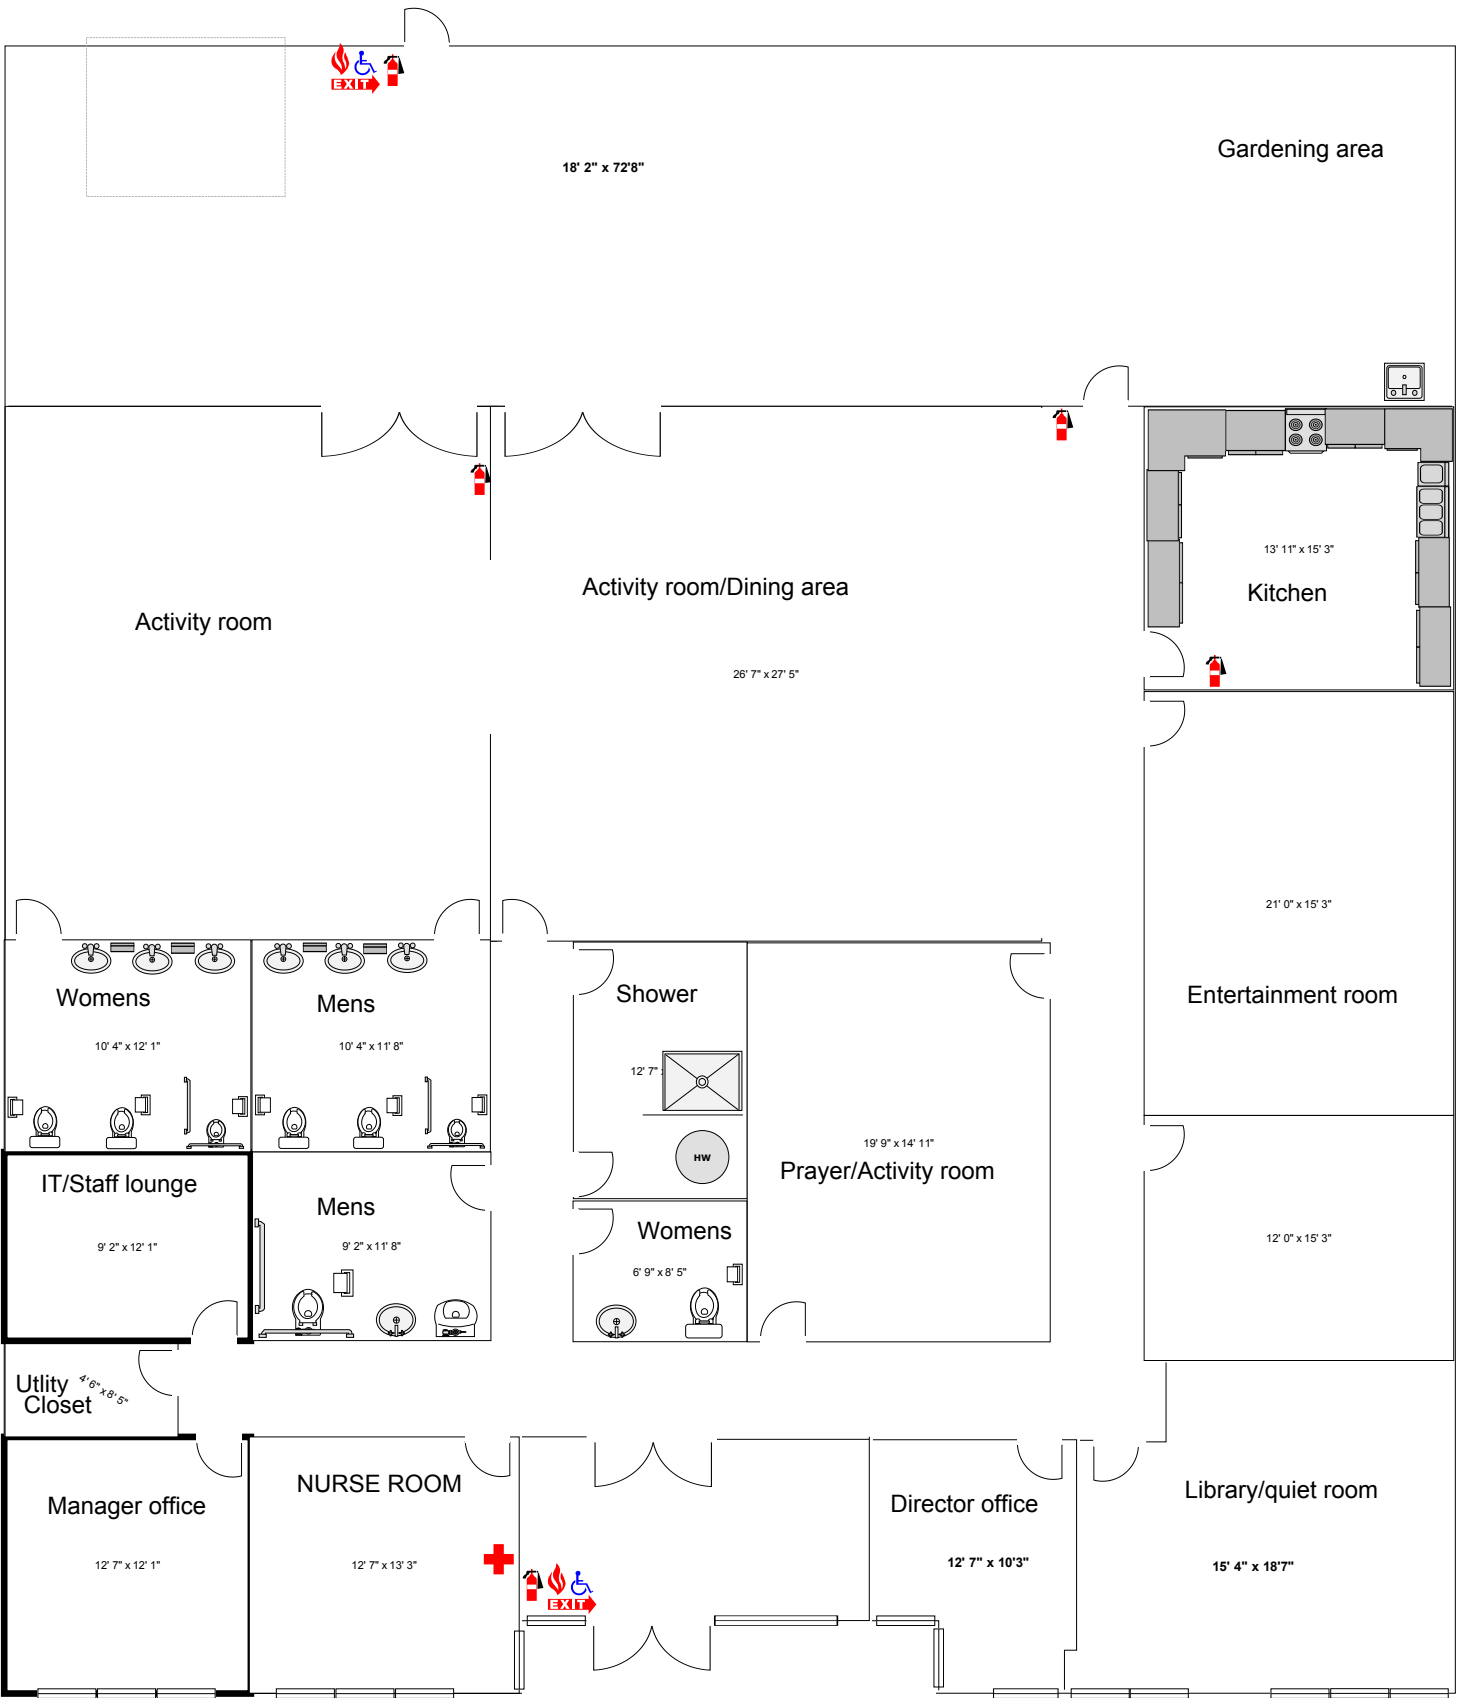 EXIT
18' 2" x 72'8"
Gardening area
13' 11" x 15' 3"
Kitchen
Activity room/Dining area
Activity room
26' 7" x 27' 5"
21' 0" x 15' 3"
Entertainment room
Womens
Mens
Shower
10' 4" x 12' 1"
10' 4" x 11' 8"
12' 7"
HW
19' 9" x 14' 11"
Prayer/Activity room
IT/Staff lounge
Mens
Womens
9' 2" x 12' 1"
9' 2" x 11' 8"
6' 9" x 8' 5"
12' 0" x 15' 3"
Utlity
Closet
4' 6" x 8' 5"
Manager office
NURSE ROOM
Director office
Library/quiet room
12' 7" x 12' 1"
12' 7" x 13' 3"
12' 7" x 10'3"
15' 4" x 18'7"
EXIT